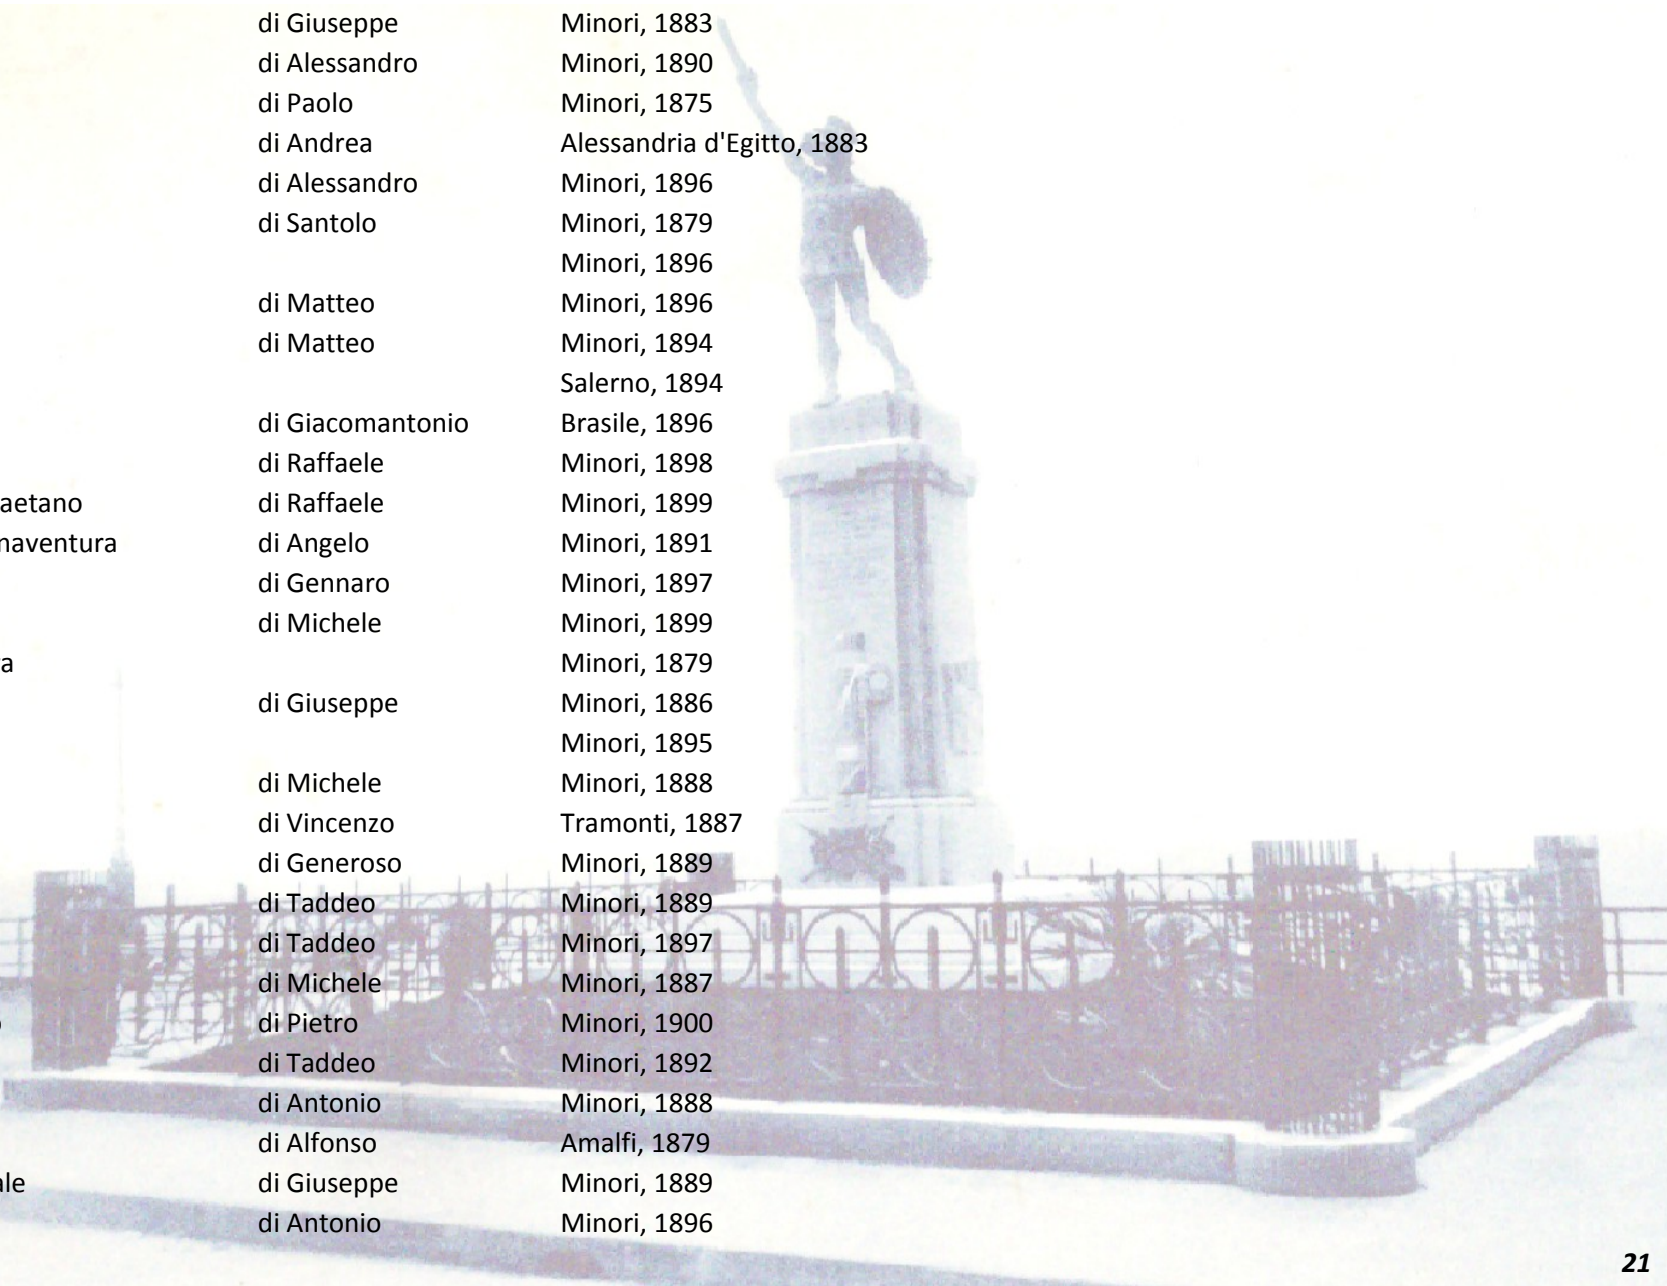 di Giuseppe Minori, 1883
di Alessandro Minori, 1890
di Paolo Minori, 1875
di Andrea Alessandria d'Egitto, 1883
di Alessandro Minori, 1896
di Santolo Minori, 1879
Minori, 1896
di Matteo Minori, 1896
di Matteo Minori, 1894
Salerno, 1894
di Giacomantonio Brasile, 1896
di Raffaele Minori, 1898
aetano di Raffaele Minori, 1899
naventura di Angelo Minori, 1891
di Gennaro Minori, 1897
di Michele Minori, 1899
a Minori, 1879
di Giuseppe Minori, 1886
Minori, 1895
di Michele Minori, 1888
di Vincenzo Tramonti, 1887
di Generoso Minori, 1889
di Taddeo Minori, 1889
di Taddeo Minori, 1897
di Michele Minori, 1887
di Pietro Minori, 1900
di Taddeo Minori, 1892
di Antonio Minori, 1888
di Alfonso Amalfi, 1879
ale di Giuseppe Minori, 1889
di Antonio Minori, 1896
21